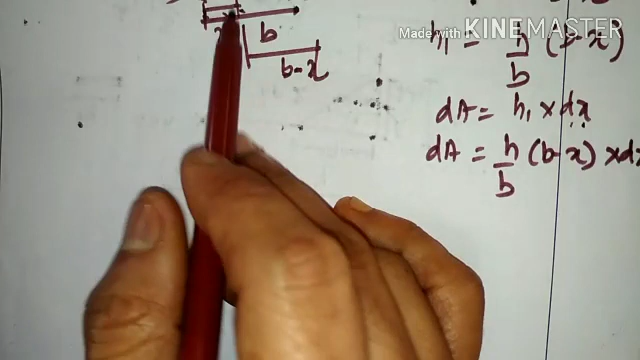 Made with KINEMASTER
h₁ = h/b (b-x)
b
b-x
dA = h₁ x dx
dA = h/b (b-x) x dx